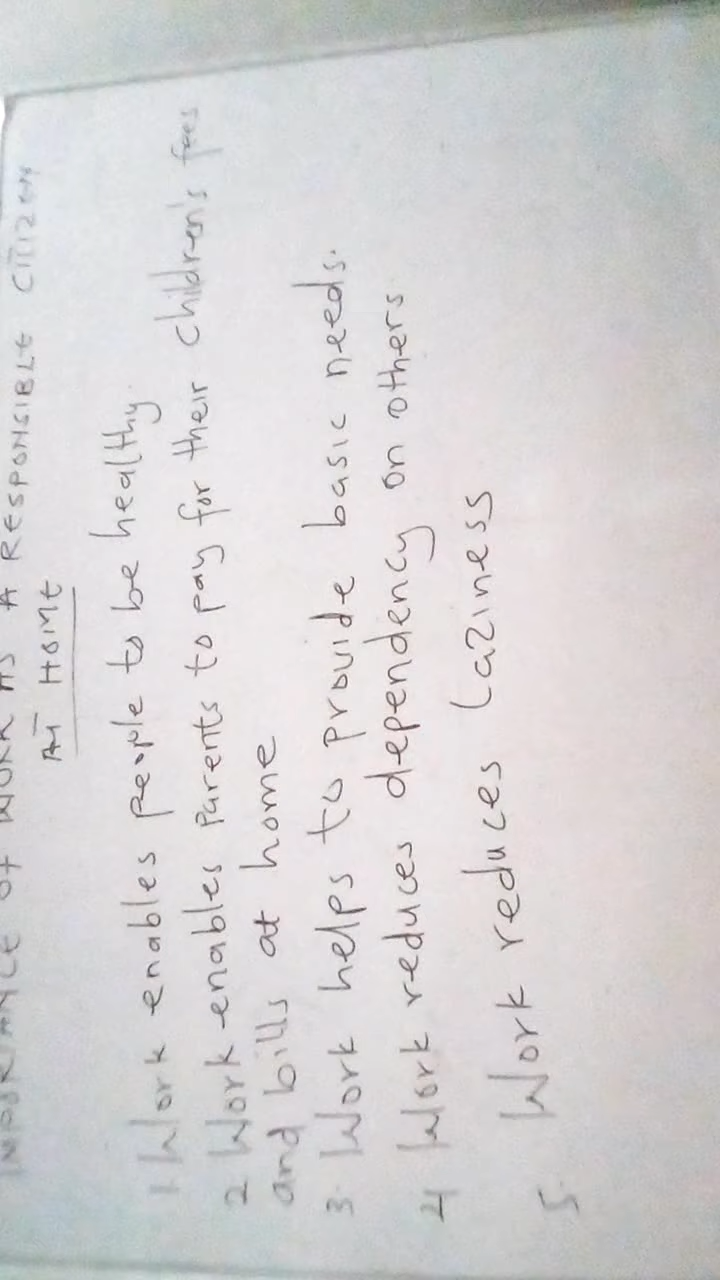 IMPORTANCE OF WORK AS A RESPONSIBLE CITIZEN
AT HOME
1 Work enables people to be healthy
2 Work enables Parents to pay for their children's fees
and bills at home
3. Work helps to provide basic needs.
4 Work reduces dependency on others
5. Work reduces Laziness